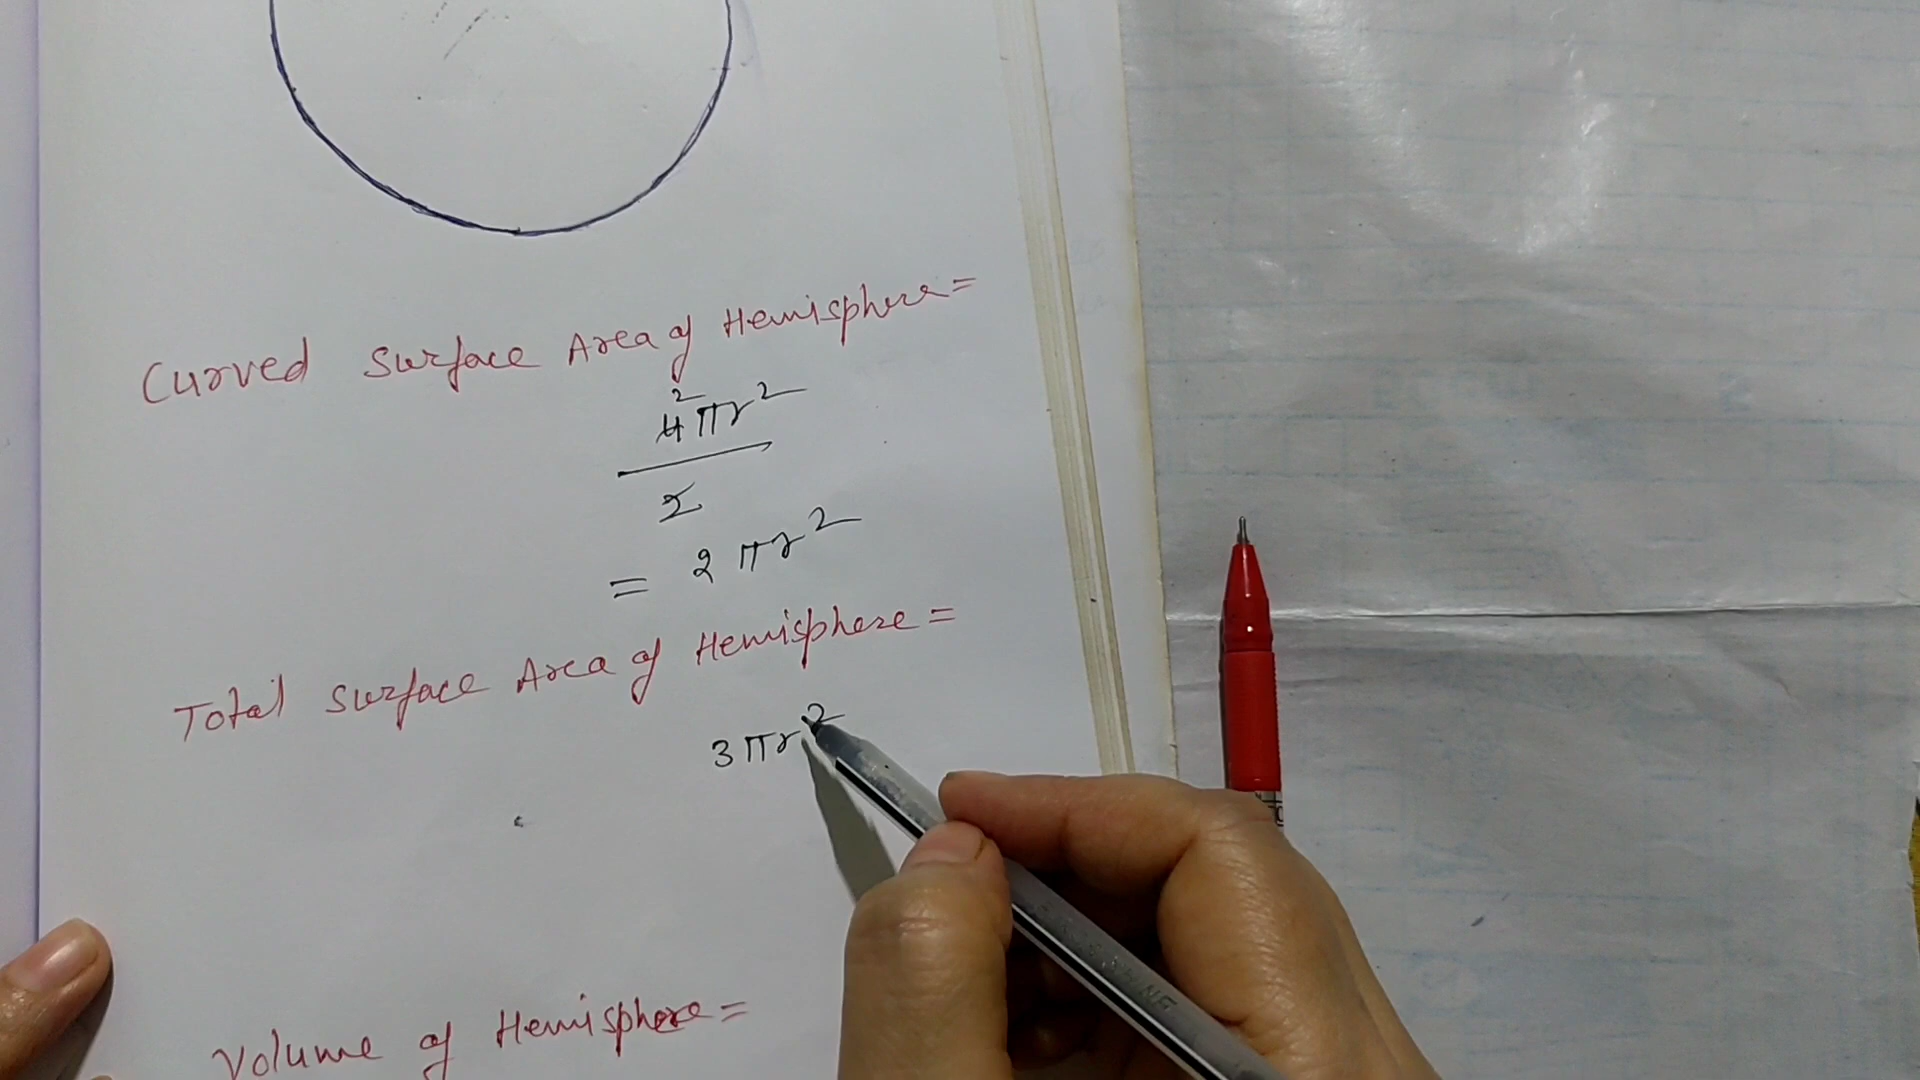 Curved Surface Area of Hemisphere =
2
4πr²
2
= 2πr²
Total Surface Area of Hemisphere =
3πr²
Volume of Hemisphere =